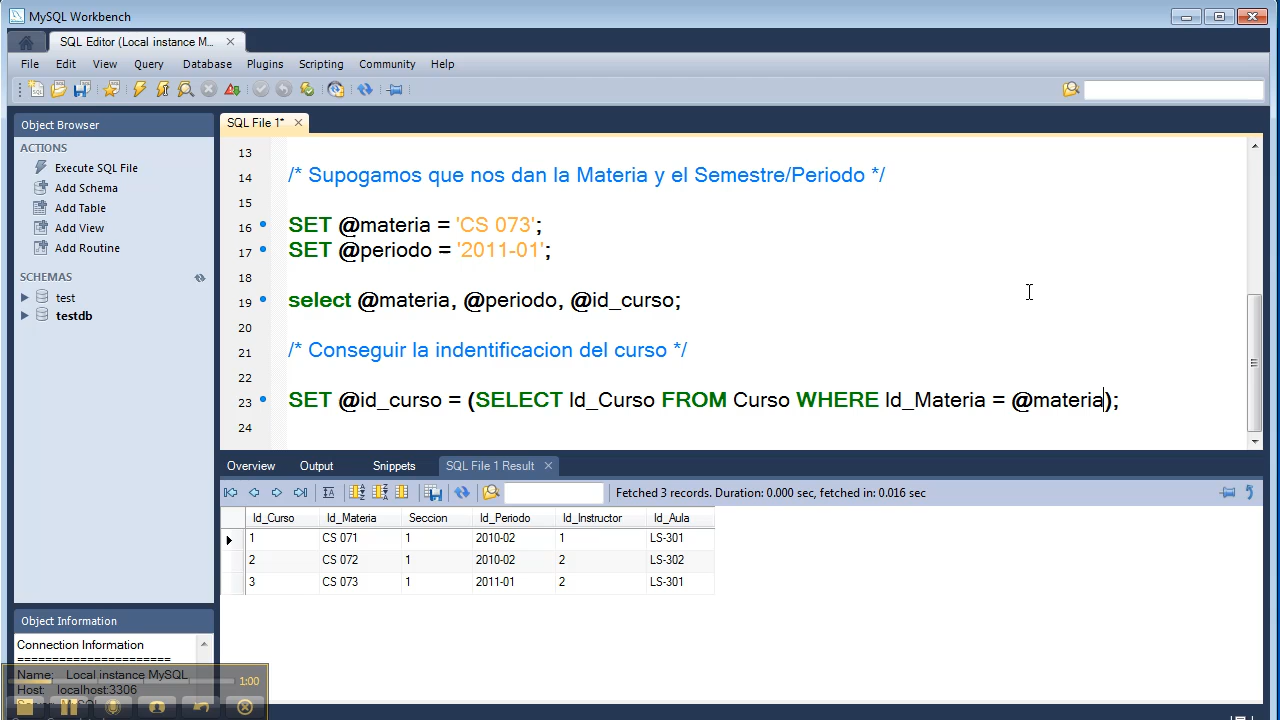 MySQL Workbench
SQL Editor (Local instance M...
File Edit View Query Database Plugins Scripting Community Help
Object Browser
ACTIONS
Execute SQL File
Add Schema
Add Table
Add View
Add Routine
SCHEMAS
test
testdb
SQL File 1*
13
14 /* Supogamos que nos dan la Materia y el Semestre/Periodo */
15
16 SET @materia = 'CS 073';
17 SET @periodo = '2011-01';
18
19 select @materia, @periodo, @id_curso;
20
21 /* Conseguir la indentificacion del curso */
22
23 SET @id_curso = (SELECT Id_Curso FROM Curso WHERE Id_Materia = @materia);
24
Overview Output Snippets SQL File 1 Result
Fetched 3 records. Duration: 0.000 sec, fetched in: 0.016 sec
Id_Curso Id_Materia Seccion Id_Periodo Id_Instructor Id_Aula
1 CS 071 1 2010-02 1 LS-301
2 CS 072 1 2010-02 2 LS-302
3 CS 073 1 2011-01 2 LS-301
Object Information
Connection Information
======================
Name: Local instance MySQL
Host: localhost:3306
1:00